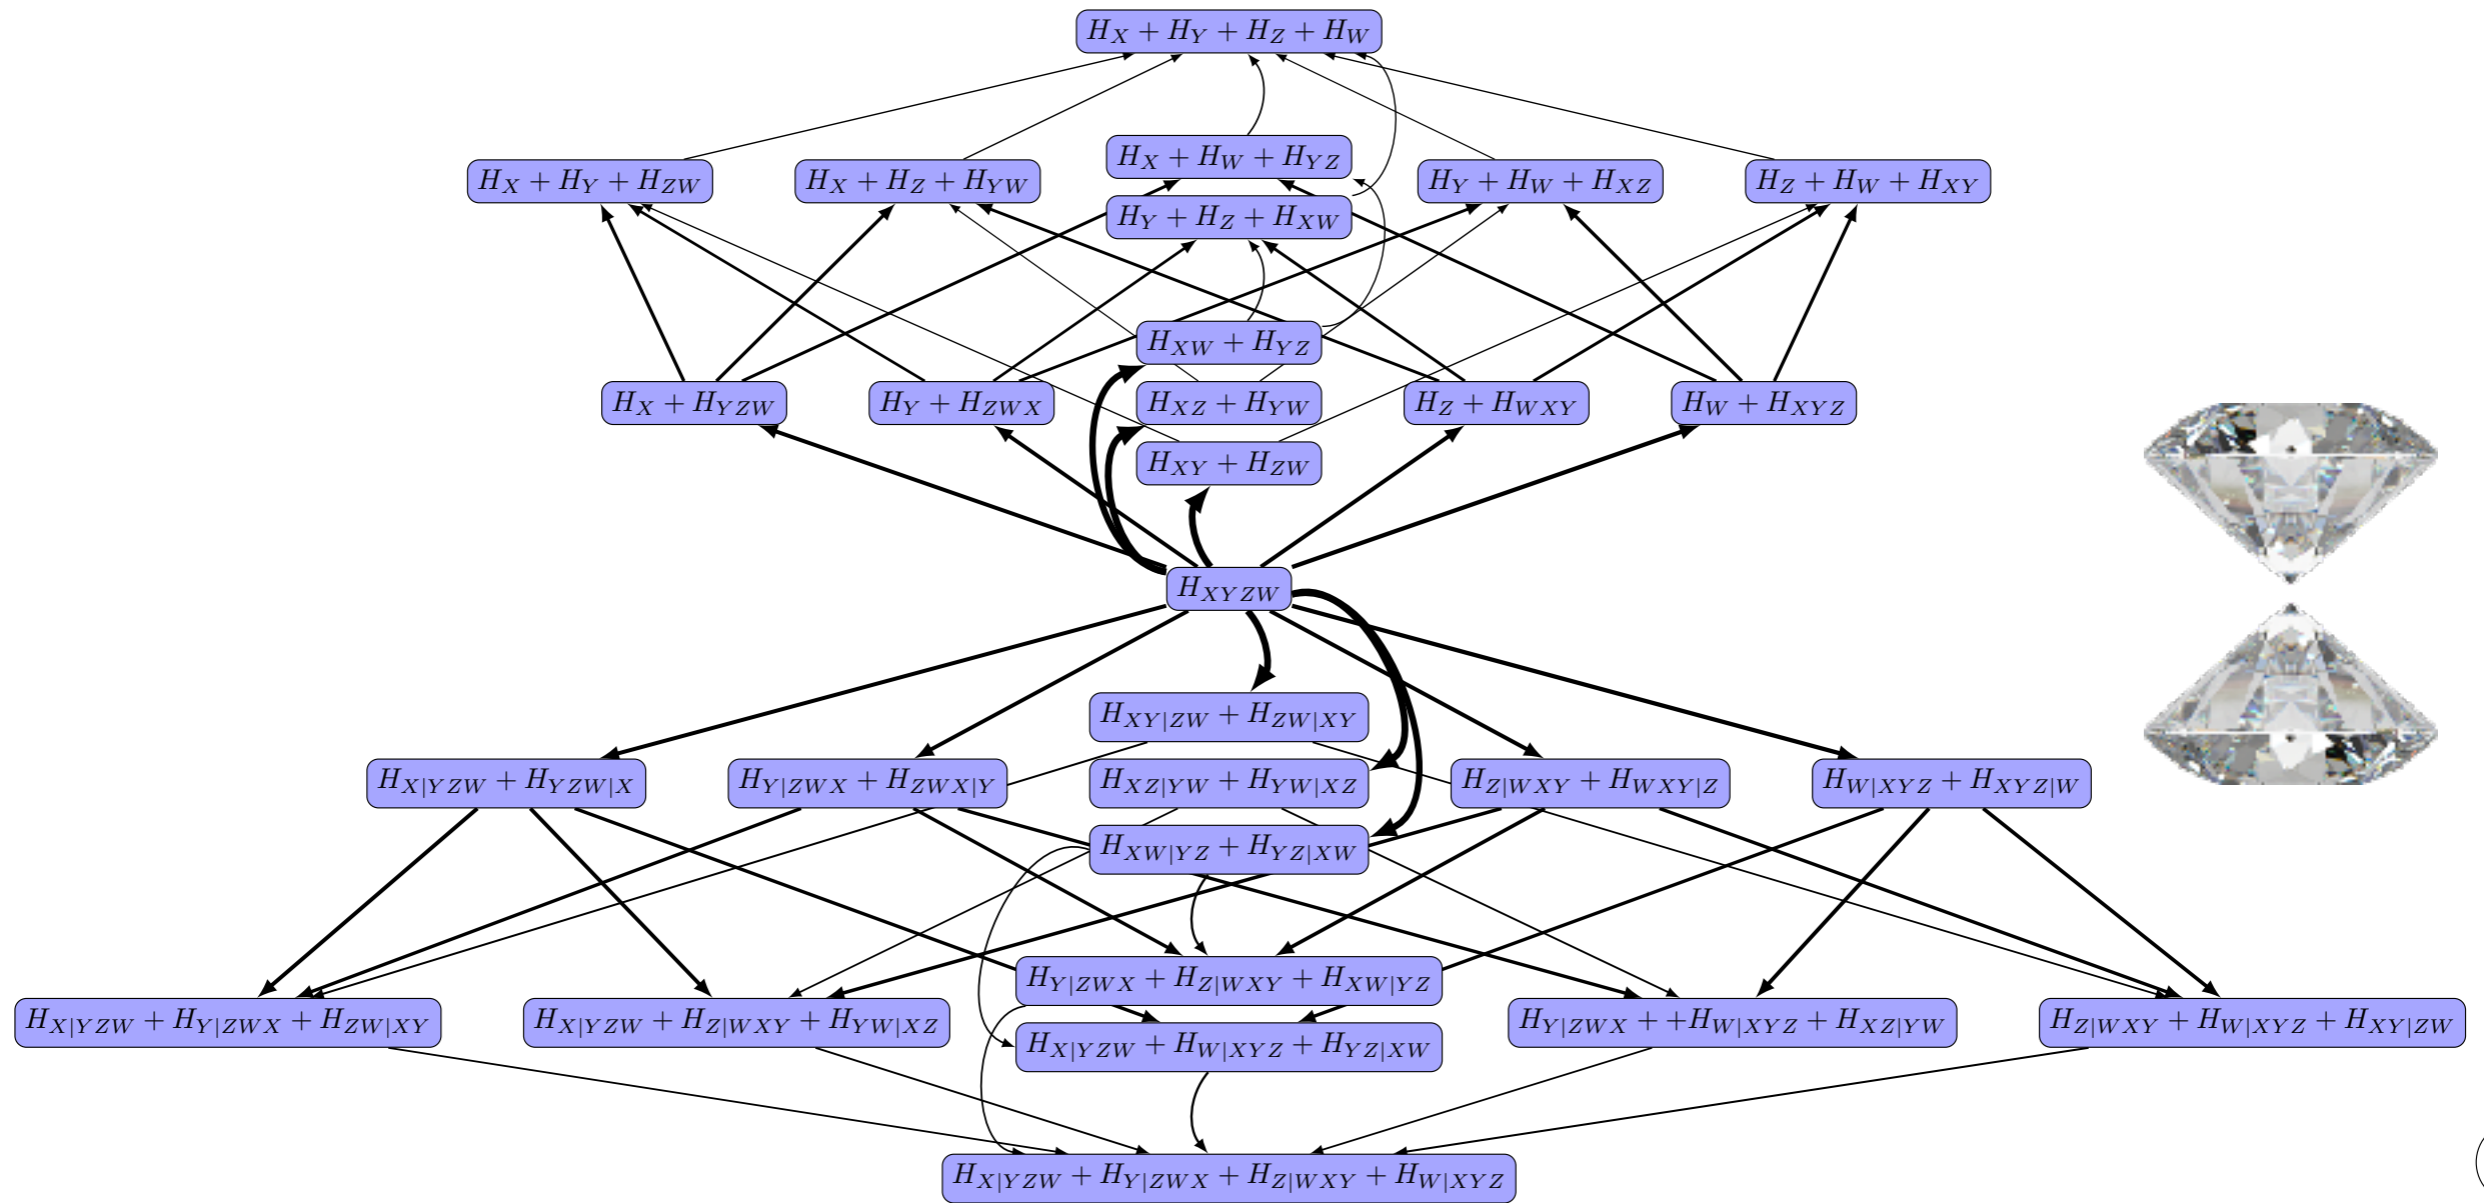 H_X + H_Y + H_Z + H_W
H_X + H_W + H_{YZ}
H_X + H_Y + H_{ZW}
H_X + H_Z + H_{YW}
H_Y + H_W + H_{XZ}
H_Z + H_W + H_{XY}
H_Y + H_Z + H_{XW}
H_{XW} + H_{YZ}
H_X + H_{YZW}
H_Y + H_{ZWX}
H_{XZ} + H_{YW}
H_Z + H_{WXY}
H_W + H_{XYZ}
H_{XY} + H_{ZW}
H_{XYZW}
H_{XY|ZW} + H_{ZW|XY}
H_{X|YZW} + H_{YZW|X}
H_{Y|ZWX} + H_{ZWX|Y}
H_{XZ|YW} + H_{YW|XZ}
H_{Z|WXY} + H_{WXY|Z}
H_{W|XYZ} + H_{XYZ|W}
H_{XW|YZ} + H_{YZ|XW}
H_{Y|ZWX} + H_{Z|WXY} + H_{XW|YZ}
H_{X|YZW} + H_{Y|ZWX} + H_{ZW|XY}
H_{X|YZW} + H_{Z|WXY} + H_{YW|XZ}
H_{Y|ZWX} + +H_{W|XYZ} + H_{XZ|YW}
H_{Z|WXY} + H_{W|XYZ} + H_{XY|ZW}
H_{X|YZW} + H_{W|XYZ} + H_{YZ|XW}
H_{X|YZW} + H_{Y|ZWX} + H_{Z|WXY} + H_{W|XYZ}